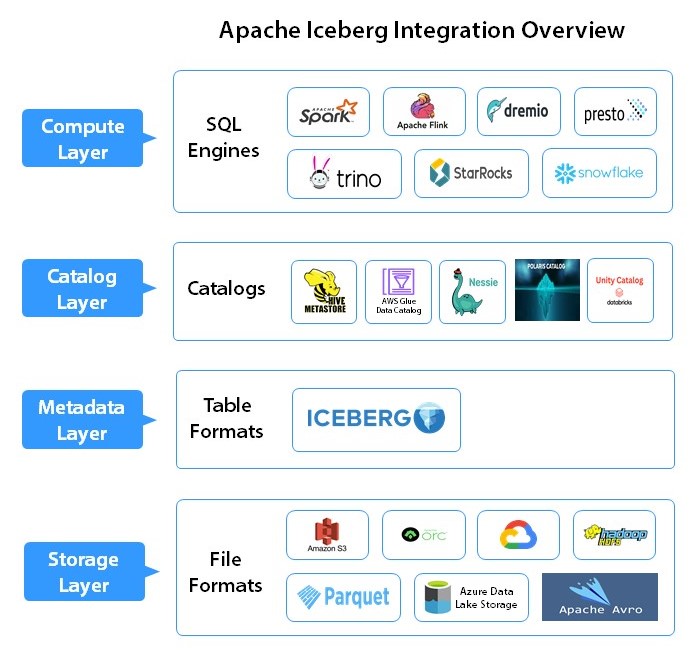 Apache Iceberg Integration Overview
Compute
Layer
SQL
Engines
APACHE
Spark
Apache Flink
dremio
presto
trino
StarRocks
snowflake
Catalog
Layer
Catalogs
HIVE
METASTORE
AWS Glue
Data Catalog
Nessie
POLARIS CATALOG
Unity Catalog
databricks
Metadata
Layer
Table
Formats
ICEBERG
Storage
Layer
File
Formats
Amazon S3
orc
hadoop
HDFS
Parquet
Azure Data
Lake Storage
Apache Avro